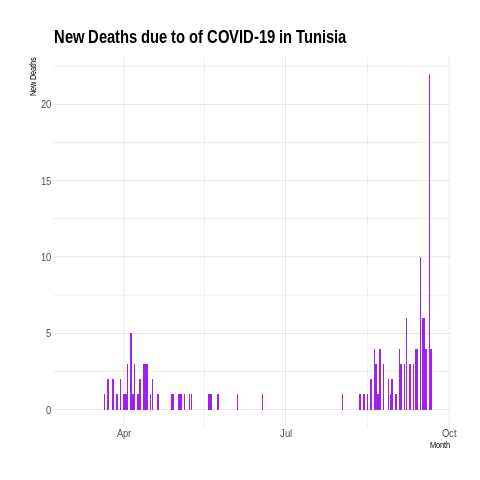 New Deaths due to of COVID-19 in Tunisia
New Deaths
20
15
10
5
0
Apr
Jul
Oct
Month